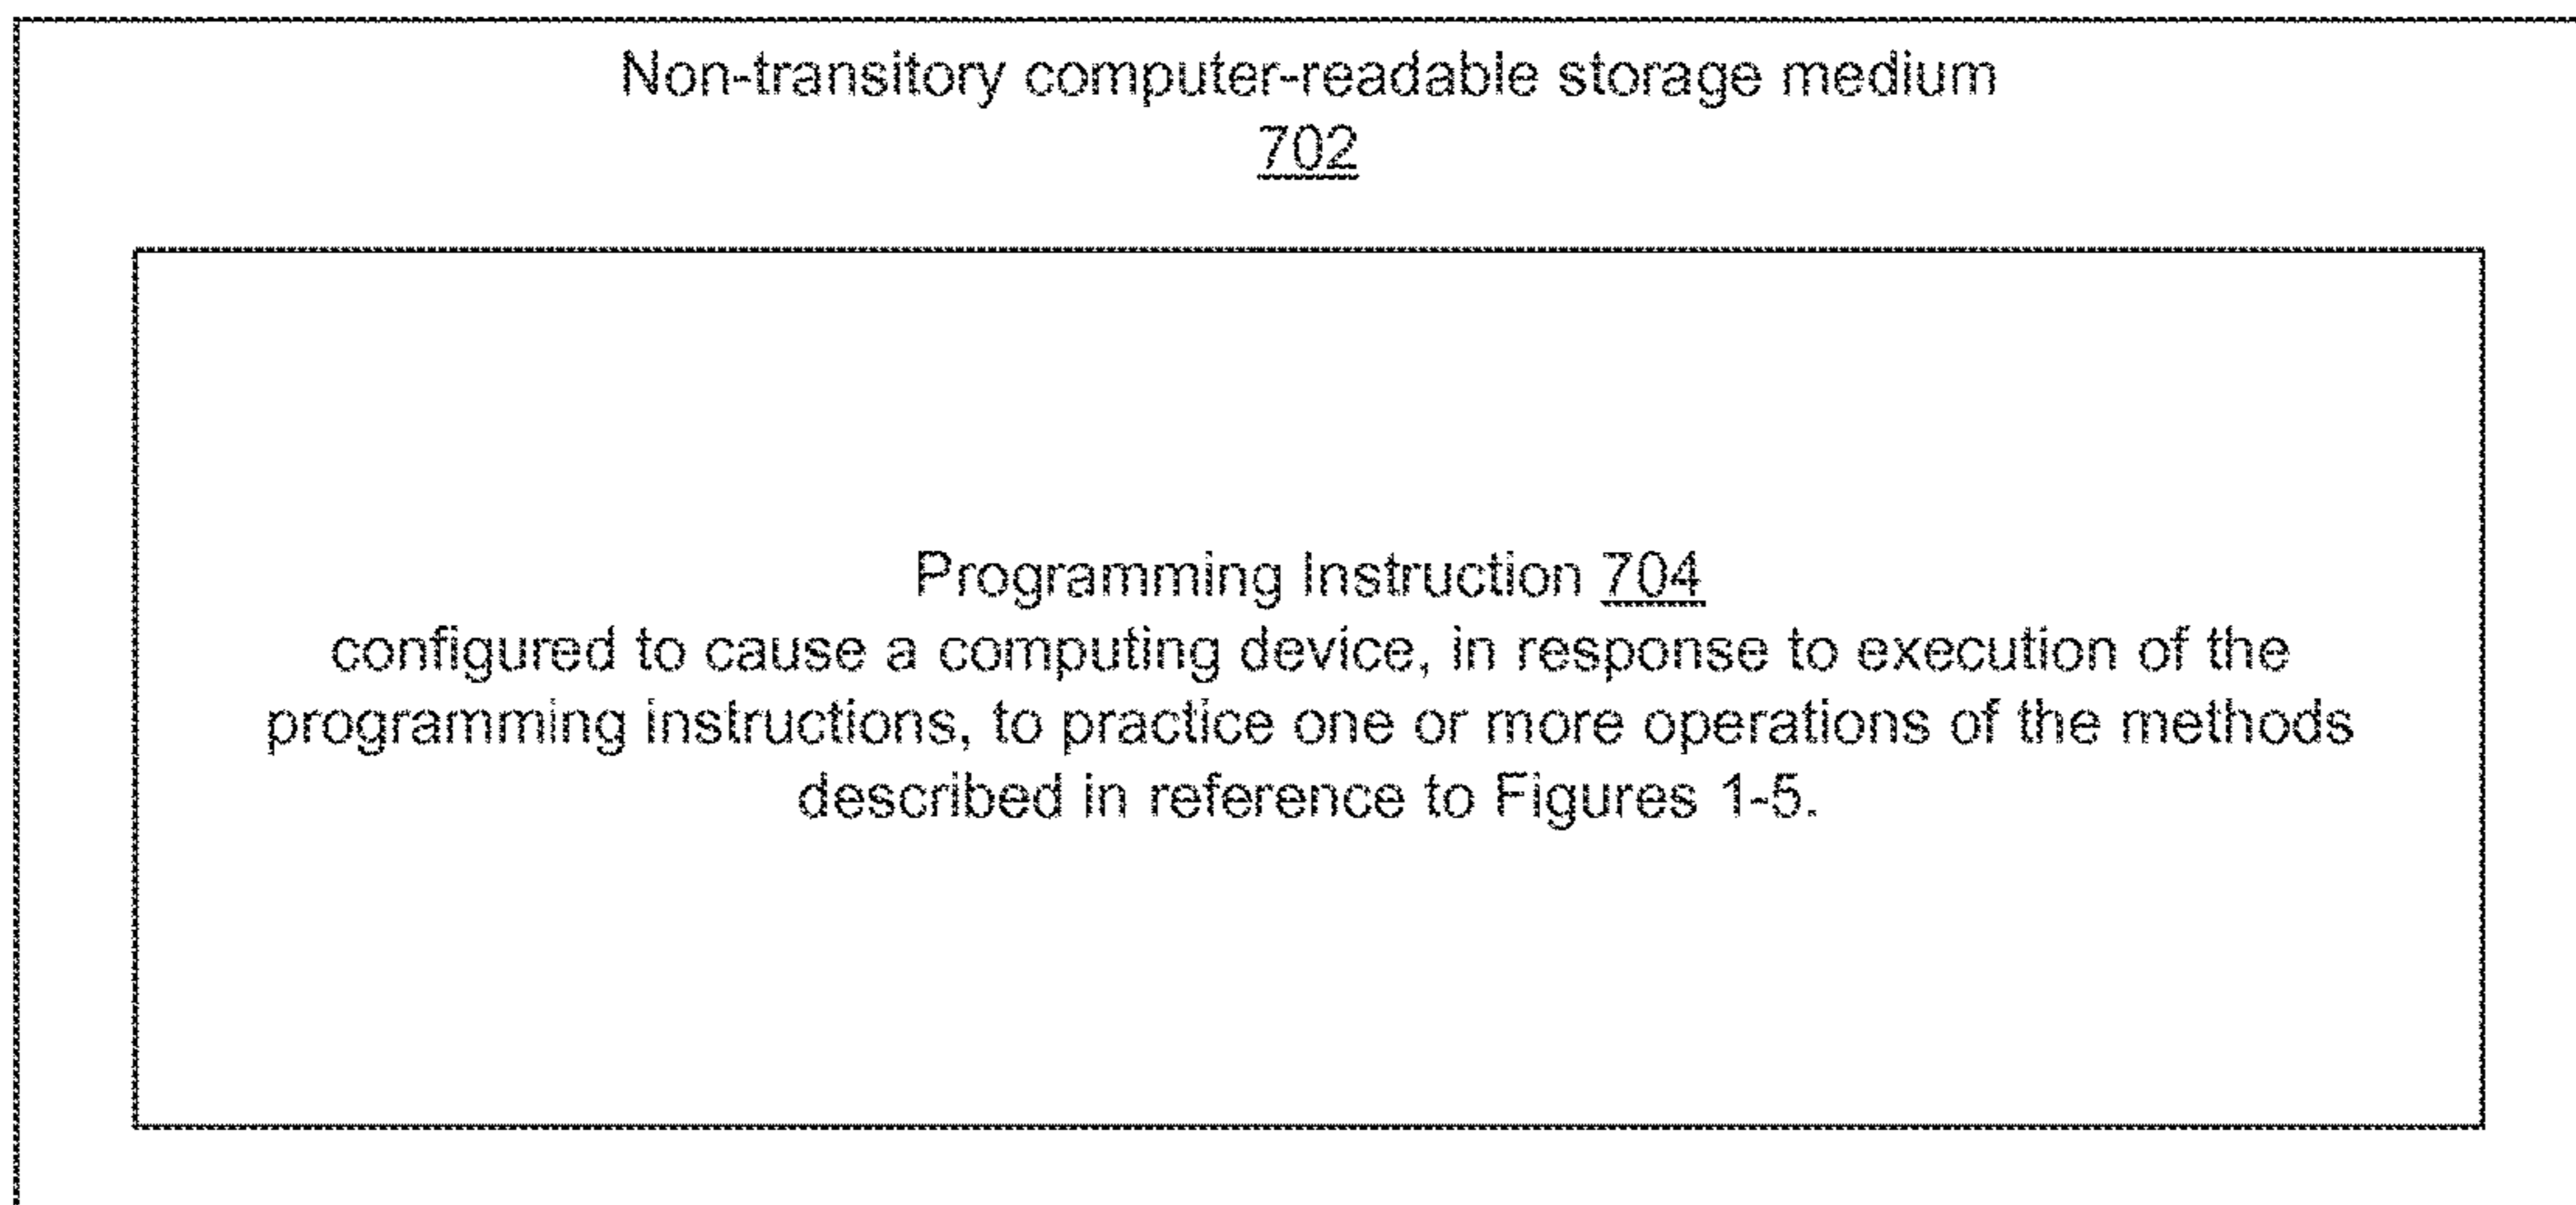 Non-transitory computer-readable storage medium
702
Programming Instruction 704
configured to cause a computing device, in response to execution of the
programming instructions, to practice one or more operations of the methods
described in reference to Figures 1-5.